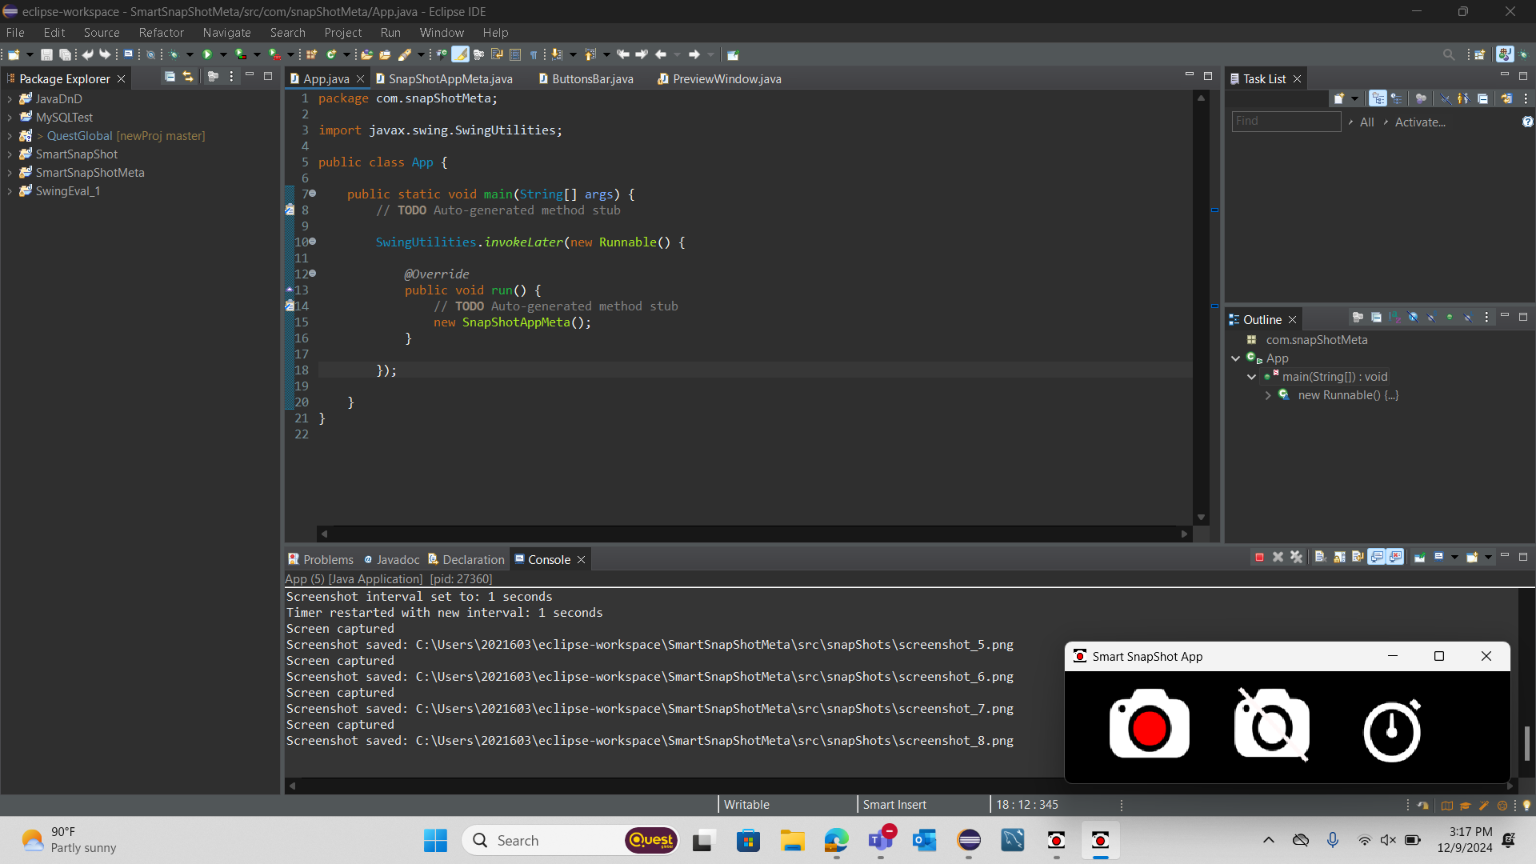 eclipse-workspace - SmartSnapShotMeta/src/com/snapShotMeta/App.java - Eclipse IDE
File Edit Source Refactor Navigate Search Project Run Window Help
Package Explorer
JavaDnD
MySQLTest
> QuestGlobal [newProj master]
SmartSnapShot
SmartSnapShotMeta
SwingEval_1
App.java SnapShotAppMeta.java ButtonsBar.java PreviewWindow.java
1 package com.snapShotMeta;
2
3 import javax.swing.SwingUtilities;
4
5 public class App {
6
7 public static void main(String[] args) {
8 // TODO Auto-generated method stub
9
10 SwingUtilities.invokeLater(new Runnable() {
11
12 @Override
13 public void run() {
14 // TODO Auto-generated method stub
15 new SnapShotAppMeta();
16 }
17
18 });
19
20 }
21 }
22
Task List
Find All Activate...
Outline
com.snapShotMeta
App
main(String[]) : void
new Runnable() {...}
Problems Javadoc Declaration Console
App (5) [Java Application] [pid: 27360]
Screenshot interval set to: 1 seconds
Timer restarted with new interval: 1 seconds
Screen captured
Screenshot saved: C:\Users\2021603\eclipse-workspace\SmartSnapShotMeta\src\snapShots\screenshot_5.png
Screen captured
Screenshot saved: C:\Users\2021603\eclipse-workspace\SmartSnapShotMeta\src\snapShots\screenshot_6.png
Screen captured
Screenshot saved: C:\Users\2021603\eclipse-workspace\SmartSnapShotMeta\src\snapShots\screenshot_7.png
Screen captured
Screenshot saved: C:\Users\2021603\eclipse-workspace\SmartSnapShotMeta\src\snapShots\screenshot_8.png
Smart SnapShot App
Writable Smart Insert 18 : 12 : 345
90°F
Partly sunny
Search
Quest
3:17 PM
12/9/2024